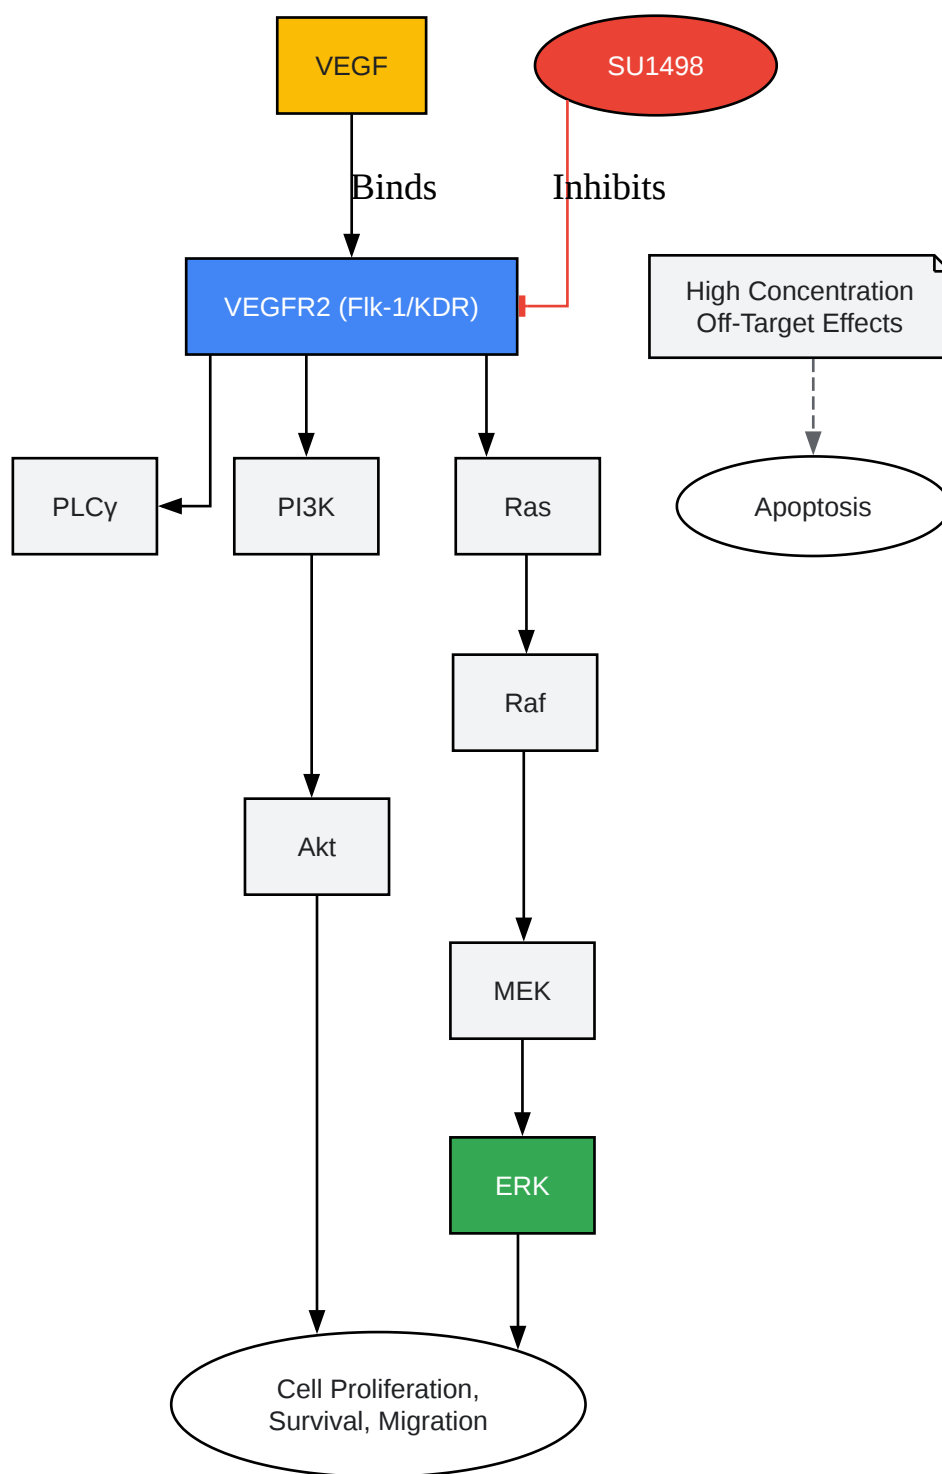 VEGF
SU1498
Binds
Inhibits
VEGFR2 (Flk-1/KDR)
High Concentration
Off-Target Effects
PLCγ
PI3K
Ras
Apoptosis
Raf
Akt
MEK
ERK
Cell Proliferation,
Survival, Migration